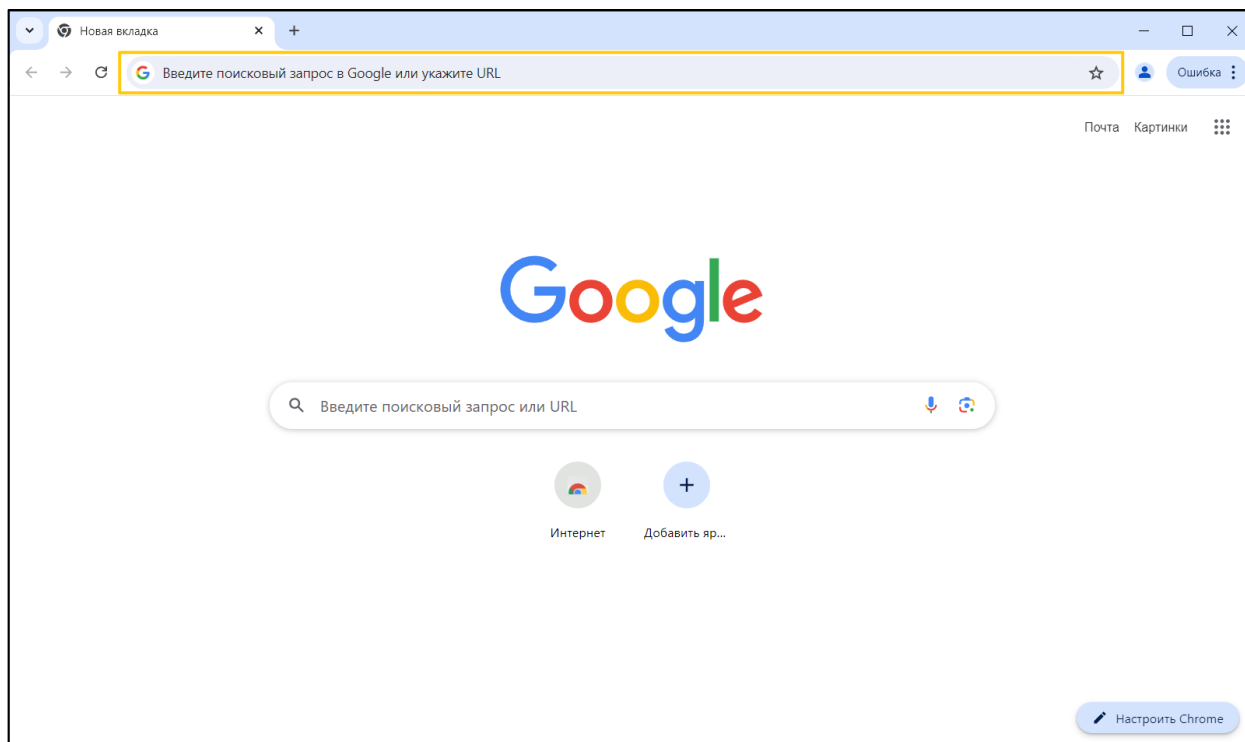 Новая вкладка
Введите поисковый запрос в Google или укажите URL
Ошибка
Почта Картинки
Google
Введите поисковый запрос или URL
Интернет Добавить яр...
Настроить Chrome